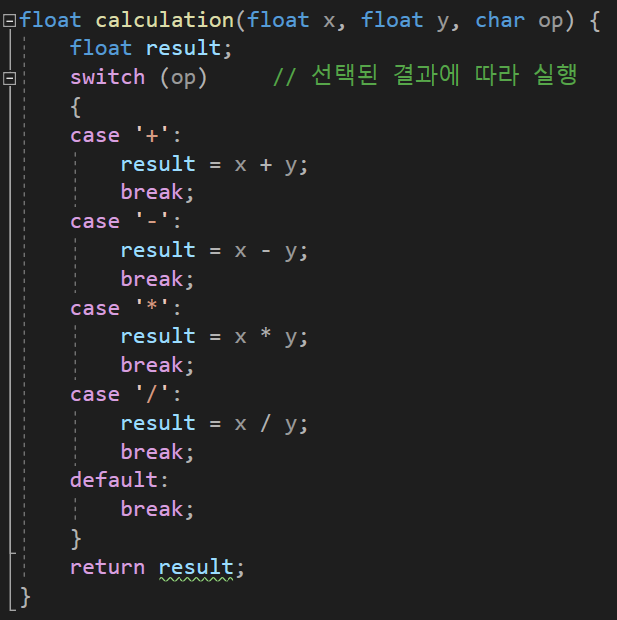 float calculation(float x, float y, char op) {
    float result;
    switch (op)     // 선택된 결과에 따라 실행
    {
    case '+':
        result = x + y;
        break;
    case '-':
        result = x - y;
        break;
    case '*':
        result = x * y;
        break;
    case '/':
        result = x / y;
        break;
    default:
        break;
    }
    return result;
}